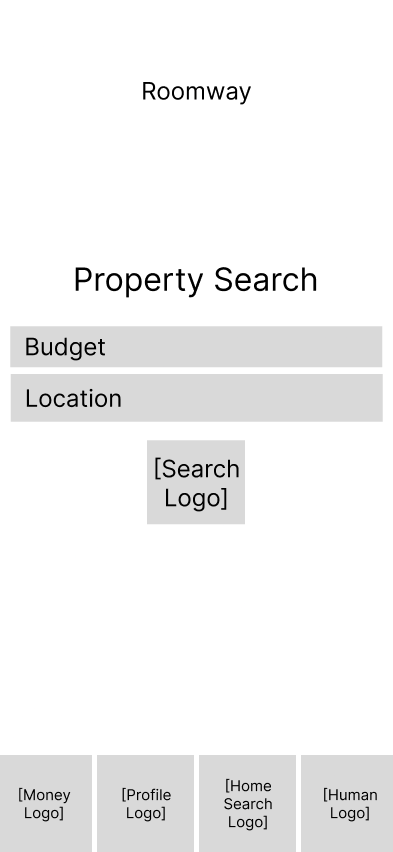 Roomway
Property Search
Budget
Location
[Search
Logo]
[Money
Logo]
[Profile
Logo]
[Home
Search
Logo]
[Human
Logo]